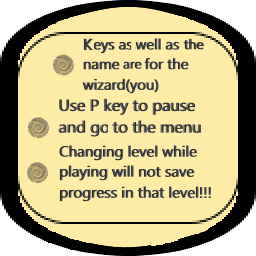 Keys as well as the
name are for the
wizard(you)
Use P key to pause
and go to the menu
Changing level while
playing will not save
progress in that level!!!